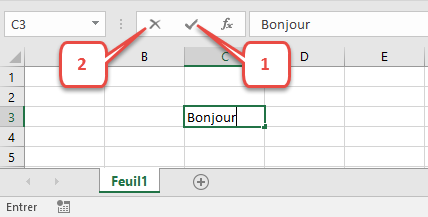 C3 fx Bonjour
2 1
A B C D E
1
2
3 Bonjour
4
5
Feuil1
Entrer